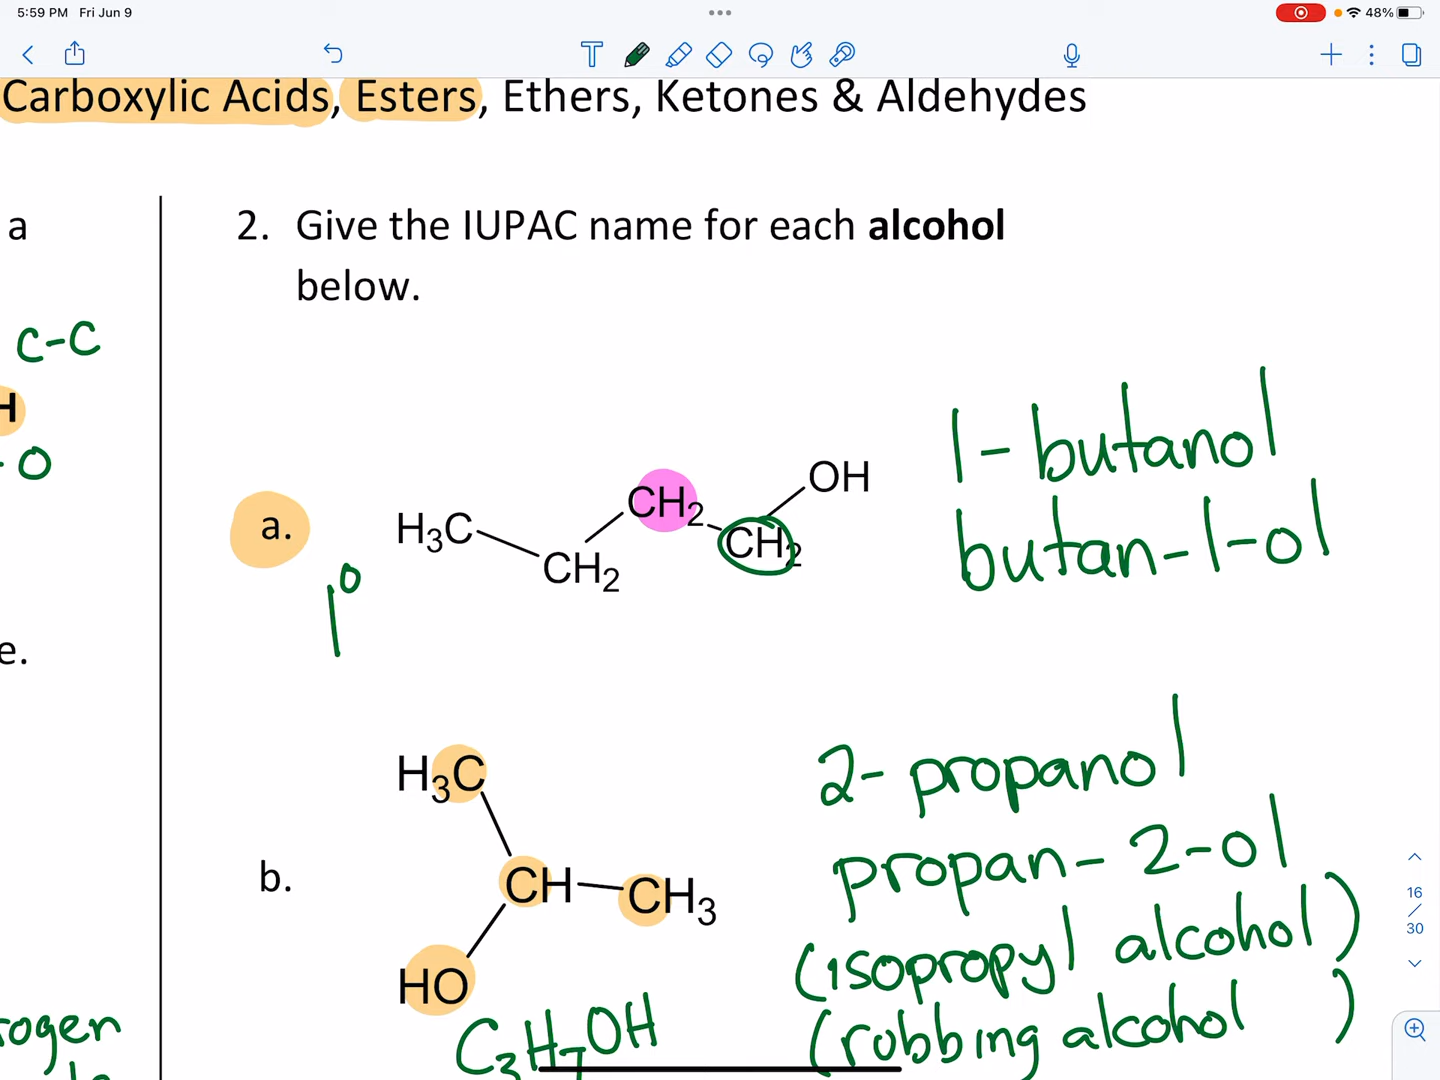 5:59 PM Fri Jun 9
48%
Carboxylic Acids, Esters, Ethers, Ketones & Aldehydes
a
2. Give the IUPAC name for each alcohol
below.
C-C
H
- O
1-butanol
OH
CH2
a.
H3C
CH2
CH2
butan-1-ol
1°
e.
2-propanol
H3C
propan-2-ol
b.
CH
CH3
16
/
30
(isopropyl alcohol)
HO
rogen
C3H7OH
(rubbing alcohol)